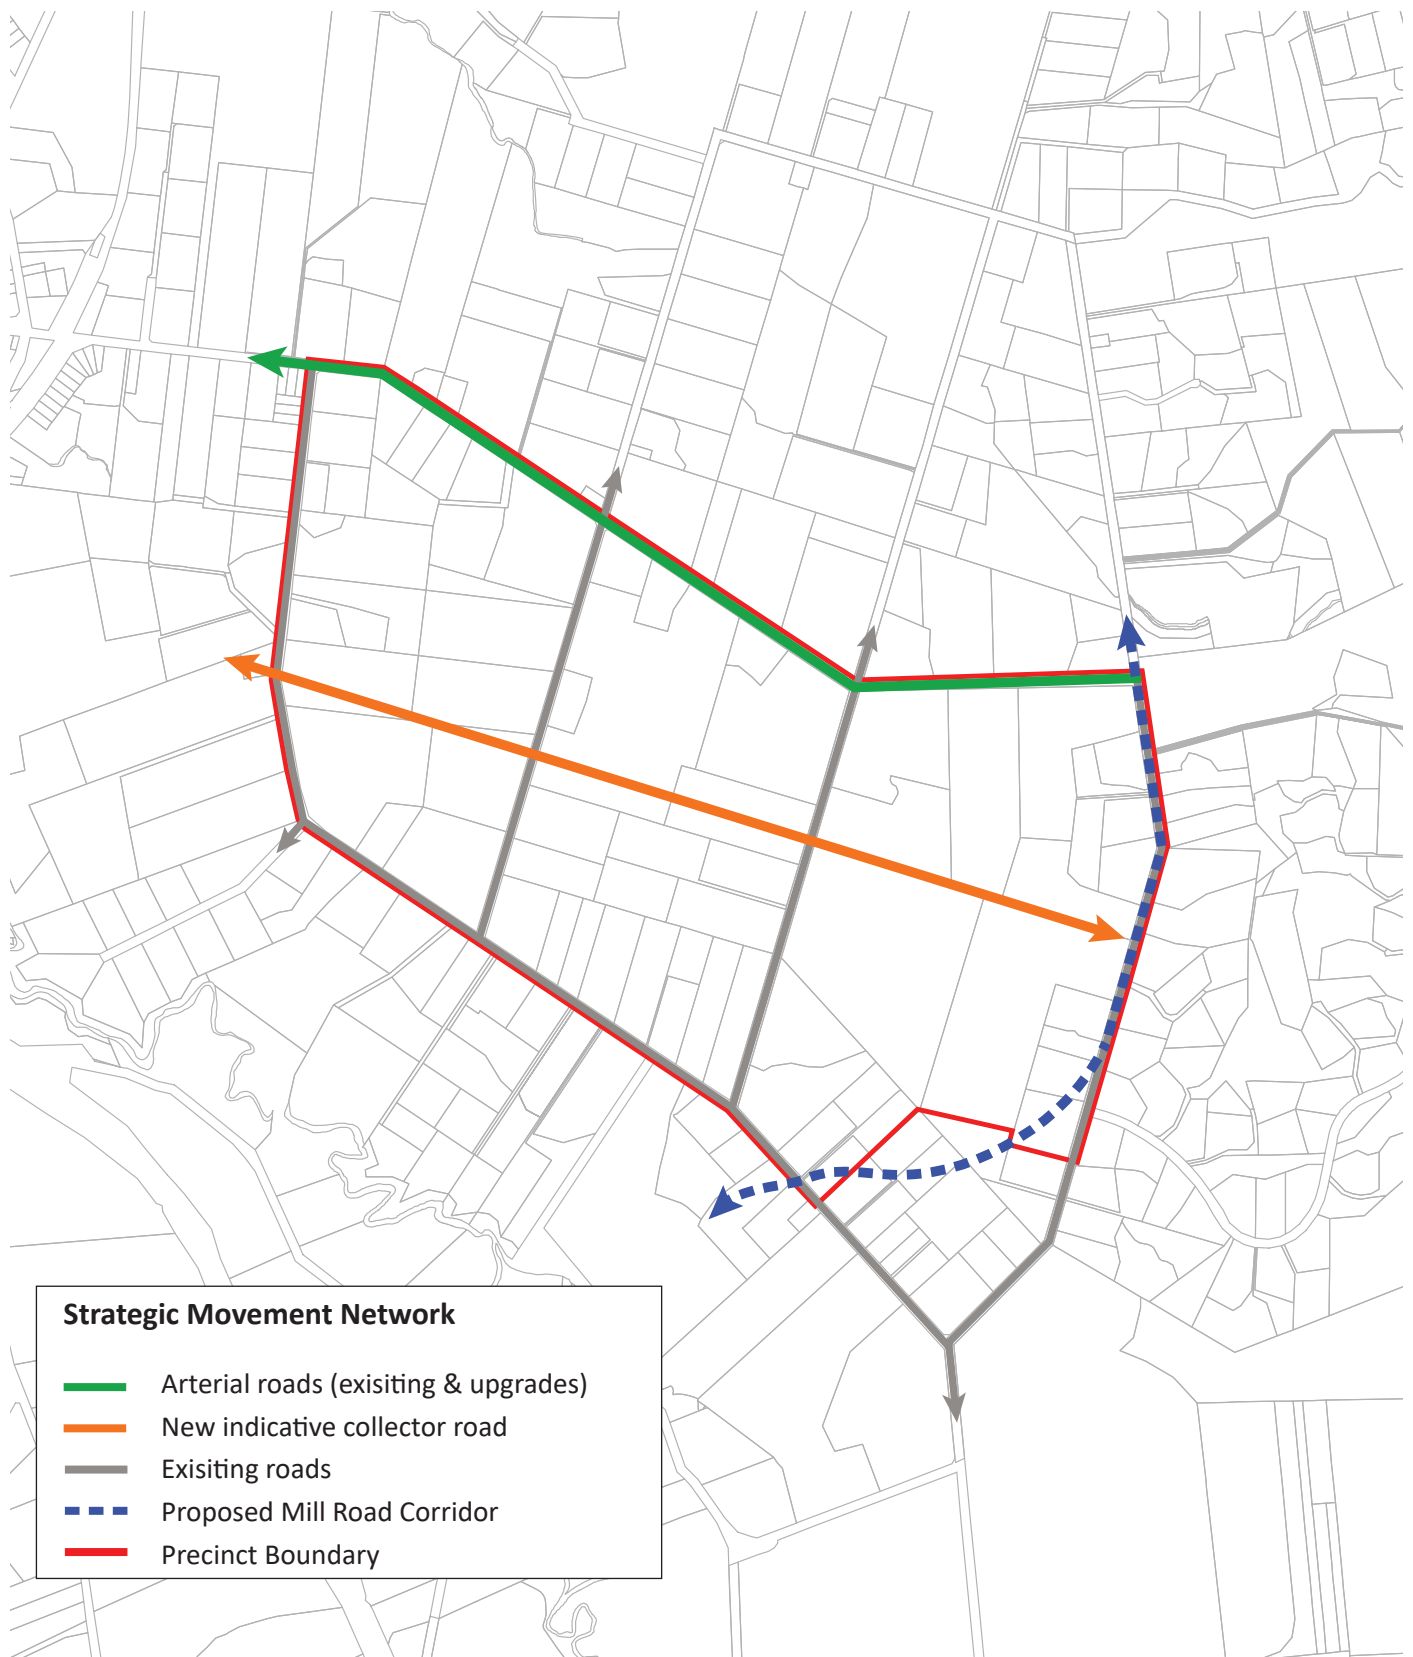 Strategic Movement Network
Arterial roads (exisiting & upgrades)
New indicative collector road
Exisiting roads
Proposed Mill Road Corridor
Precinct Boundary